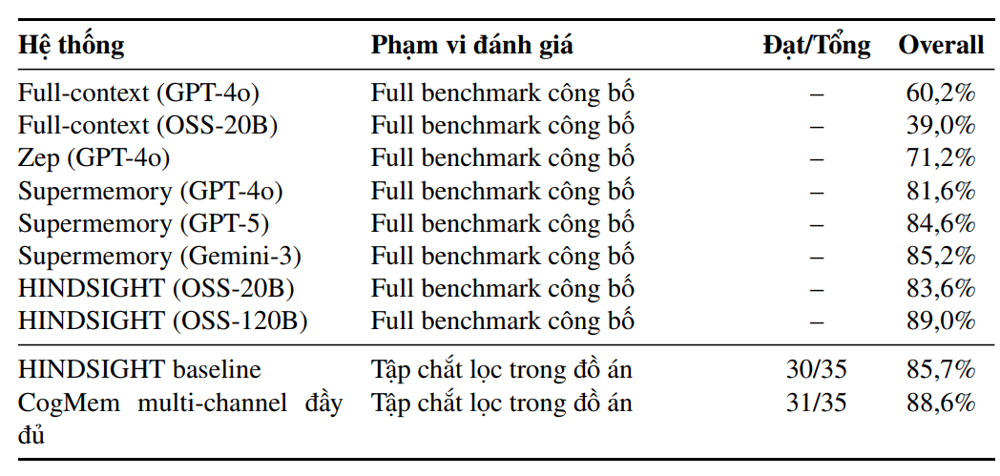 Hệ thống Phạm vi đánh giá Đạt/Tổng Overall
Full-context (GPT-4o) Full benchmark công bố – 60,2%
Full-context (OSS-20B) Full benchmark công bố – 39,0%
Zep (GPT-4o) Full benchmark công bố – 71,2%
Supermemory (GPT-4o) Full benchmark công bố – 81,6%
Supermemory (GPT-5) Full benchmark công bố – 84,6%
Supermemory (Gemini-3) Full benchmark công bố – 85,2%
HINDSIGHT (OSS-20B) Full benchmark công bố – 83,6%
HINDSIGHT (OSS-120B) Full benchmark công bố – 89,0%
HINDSIGHT baseline Tập chắt lọc trong đồ án 30/35 85,7%
CogMem multi-channel đầy Tập chắt lọc trong đồ án 31/35 88,6%
đủ